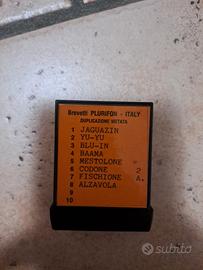 Brevetti PLURIFON - ITALY
DUPLICAZIONE VIETATA
1 JAGUAZIN
2 YU-YU
3 BLU-IN
4 BAAMA
5 MESTOLONE
6 CODONE 2
7 FISCHIONE A.
8 ALZAVOLA
9
10
subito